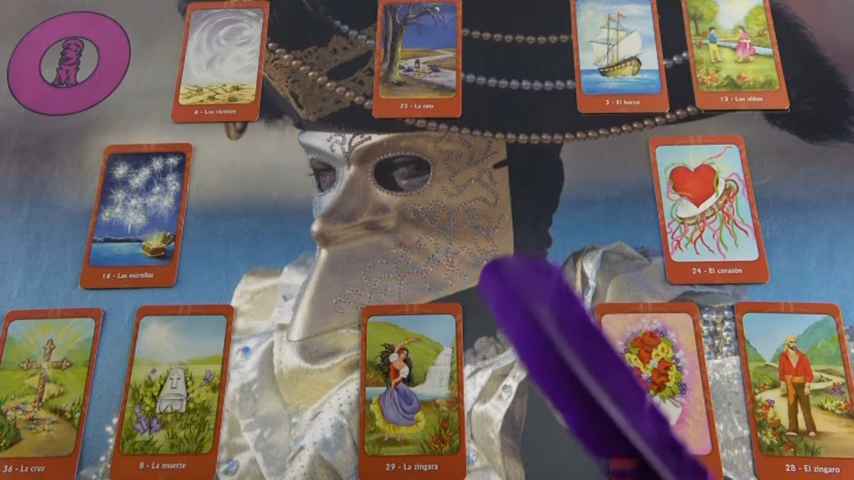 6 - Los vientos
23 - La rata
3 - El barco
13 - Los niños
16 - Las estrellas
24 - El corazón
36 - La cruz
8 - La muerte
29 - La zíngara
28 - El zíngaro